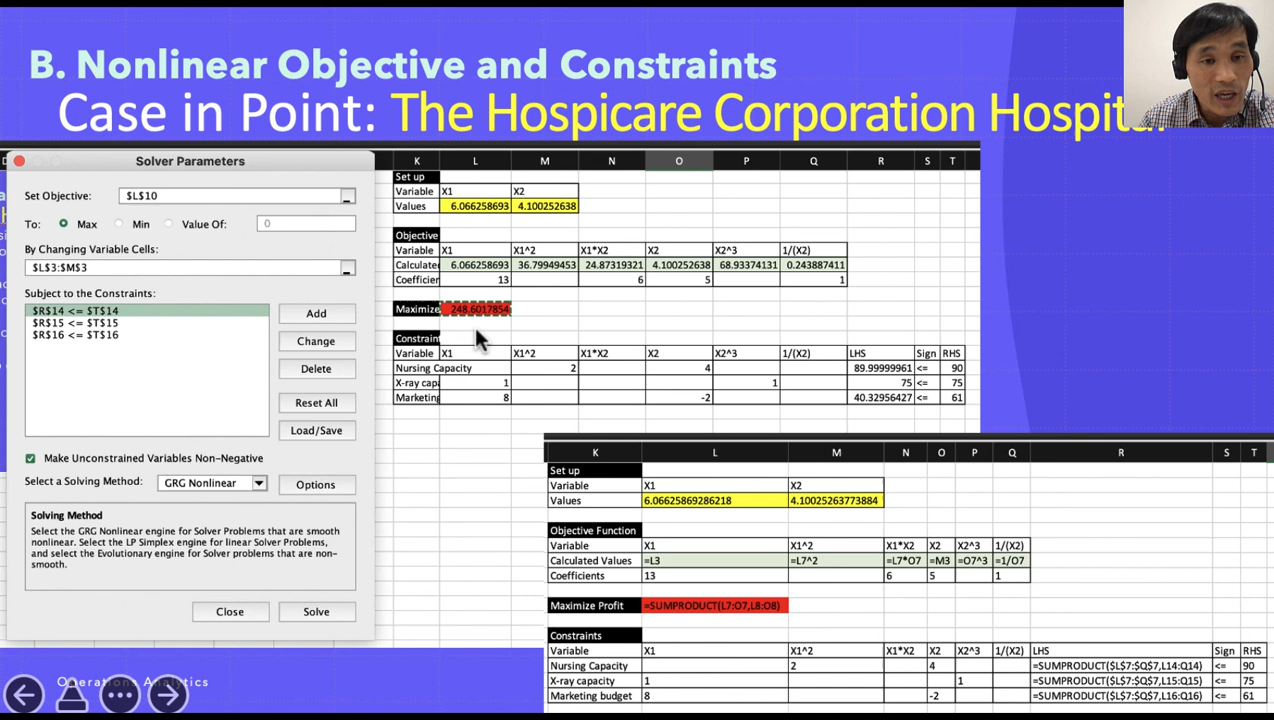 B. Nonlinear Objective and Constraints
Case in Point: The Hospicare Corporation Hospital
Solver Parameters
Set Objective: $L$10
To: Max Min Value Of: 0
By Changing Variable Cells:
$L$3:$M$3
Subject to the Constraints:
$R$14 <= $T$14
$R$15 <= $T$15
$R$16 <= $T$16
Add
Change
Delete
Reset All
Load/Save
Make Unconstrained Variables Non-Negative
Select a Solving Method: GRG Nonlinear Options
Solving Method
Select the GRG Nonlinear engine for Solver Problems that are smooth
nonlinear. Select the LP Simplex engine for linear Solver Problems,
and select the Evolutionary engine for Solver problems that are non-
smooth.
Close Solve
K L M N O P Q R S T
Set up
Variable X1 X2
Values 6.066258693 4.100252638
Objective
Variable X1 X1^2 X1*X2 X2 X2^3 1/(X2)
Calculate 6.066258693 36.79949453 24.87319321 4.100252638 68.93374131 0.243887411
Coefficien 13 6 5 1
Maximize 248.6017854
Constraint
Variable X1 X1^2 X1*X2 X2 X2^3 1/(X2) LHS Sign RHS
Nursing Capacity 2 4 89.99999961 <= 90
X-ray capa 1 1 75 <= 75
Marketing 8 -2 40.32956427 <= 61
K L M N O P Q R S T
Set up
Variable X1 X2
Values 6.06625869286218 4.10025263773884
Objective Function
Variable X1 X1^2 X1*X2 X2 X2^3 1/(X2)
Calculated Values =L3 =L7^2 =L7*O7 =M3 =O7^3 =1/O7
Coefficients 13 6 5 1
Maximize Profit =SUMPRODUCT(L7:O7,L8:O8)
Constraints
Variable X1 X1^2 X1*X2 X2 X2^3 1/(X2) LHS Sign RHS
Nursing Capacity 2 4 =SUMPRODUCT($L$7:$Q$7,L14:Q14) <= 90
X-ray capacity 1 1 =SUMPRODUCT($L$7:$Q$7,L15:Q15) <= 75
Marketing budget 8 -2 =SUMPRODUCT($L$7:$Q$7,L16:Q16) <= 61
Operations Analytics